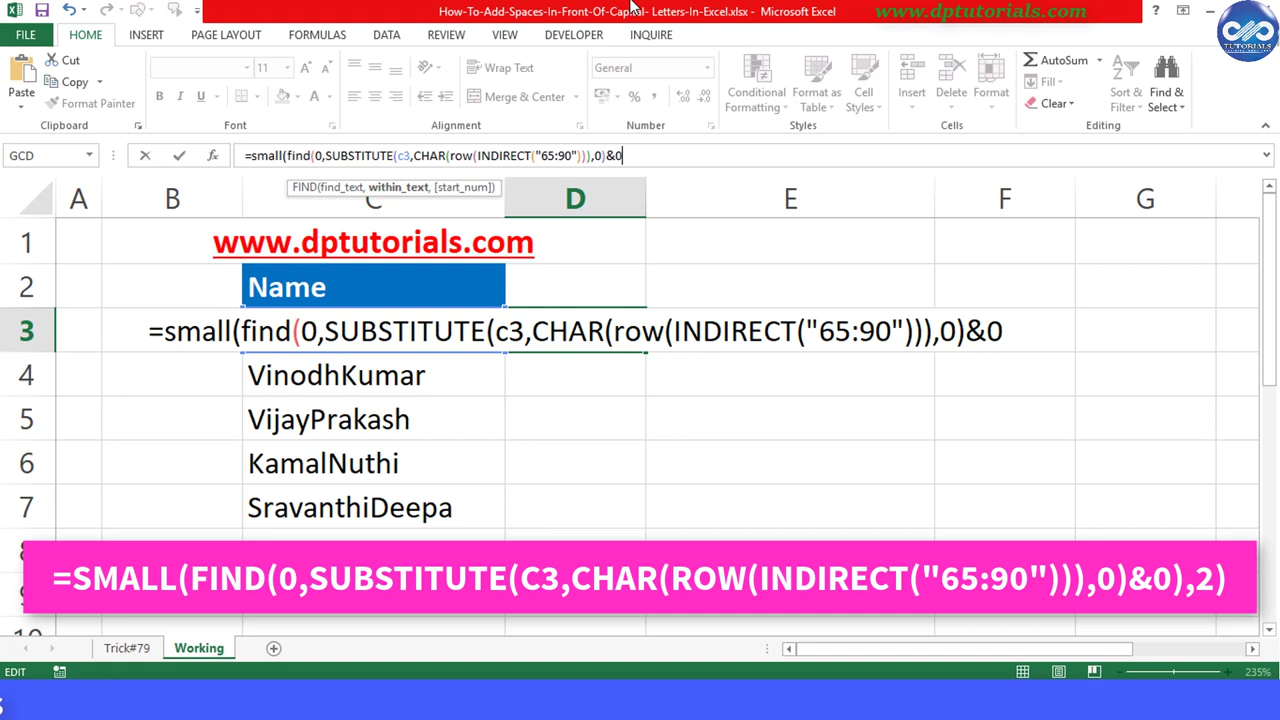 How-To-Add-Spaces-In-Front-Of-Capital- Letters-In-Excel.xlsx - Microsoft Excel
www.dptutorials.com
?
TUTORIALS
FILE HOME INSERT PAGE LAYOUT FORMULAS DATA REVIEW VIEW DEVELOPER INQUIRE
Paste
Cut
Copy
Format Painter
Clipboard
11
B I U
Font
Wrap Text
Merge & Center
Alignment
General
Number
Conditional Formatting
Format as Table
Cell Styles
Styles
Insert
Delete
Format
Cells
AutoSum
Fill
Clear
Sort & Filter
Find & Select
Editing
GCD
=small(find(0,SUBSTITUTE(c3,CHAR(row(INDIRECT("65:90"))),0)&0
FIND(find_text, within_text, [start_num])
A B C D E F G
1 www.dptutorials.com
2 Name
3 =small(find(0,SUBSTITUTE(c3,CHAR(row(INDIRECT("65:90"))),0)&0
4 VinodhKumar
5 VijayPrakash
6 KamalNuthi
7 SravanthiDeepa
=SMALL(FIND(0,SUBSTITUTE(C3,CHAR(ROW(INDIRECT("65:90"))),0)&0),2)
Trick#79 Working
EDIT
235%